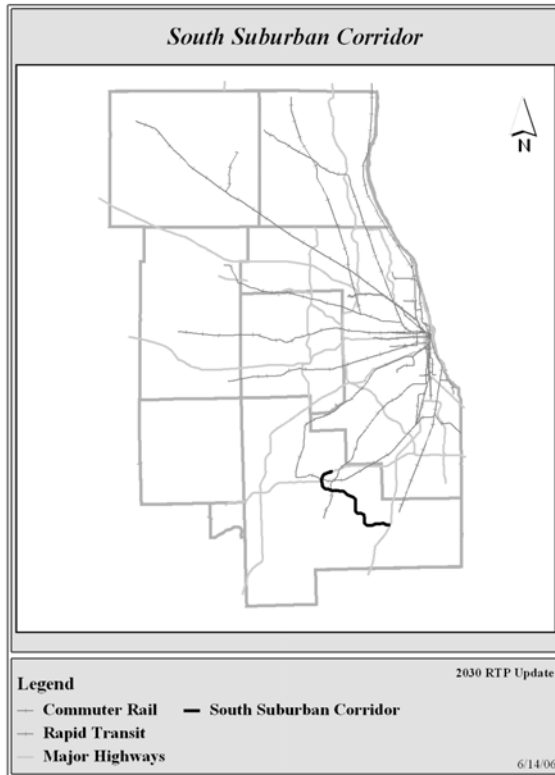 South Suburban Corridor
N
2030 RTP Update
Legend
Commuter Rail
South Suburban Corridor
Rapid Transit
Major Highways
6/14/06